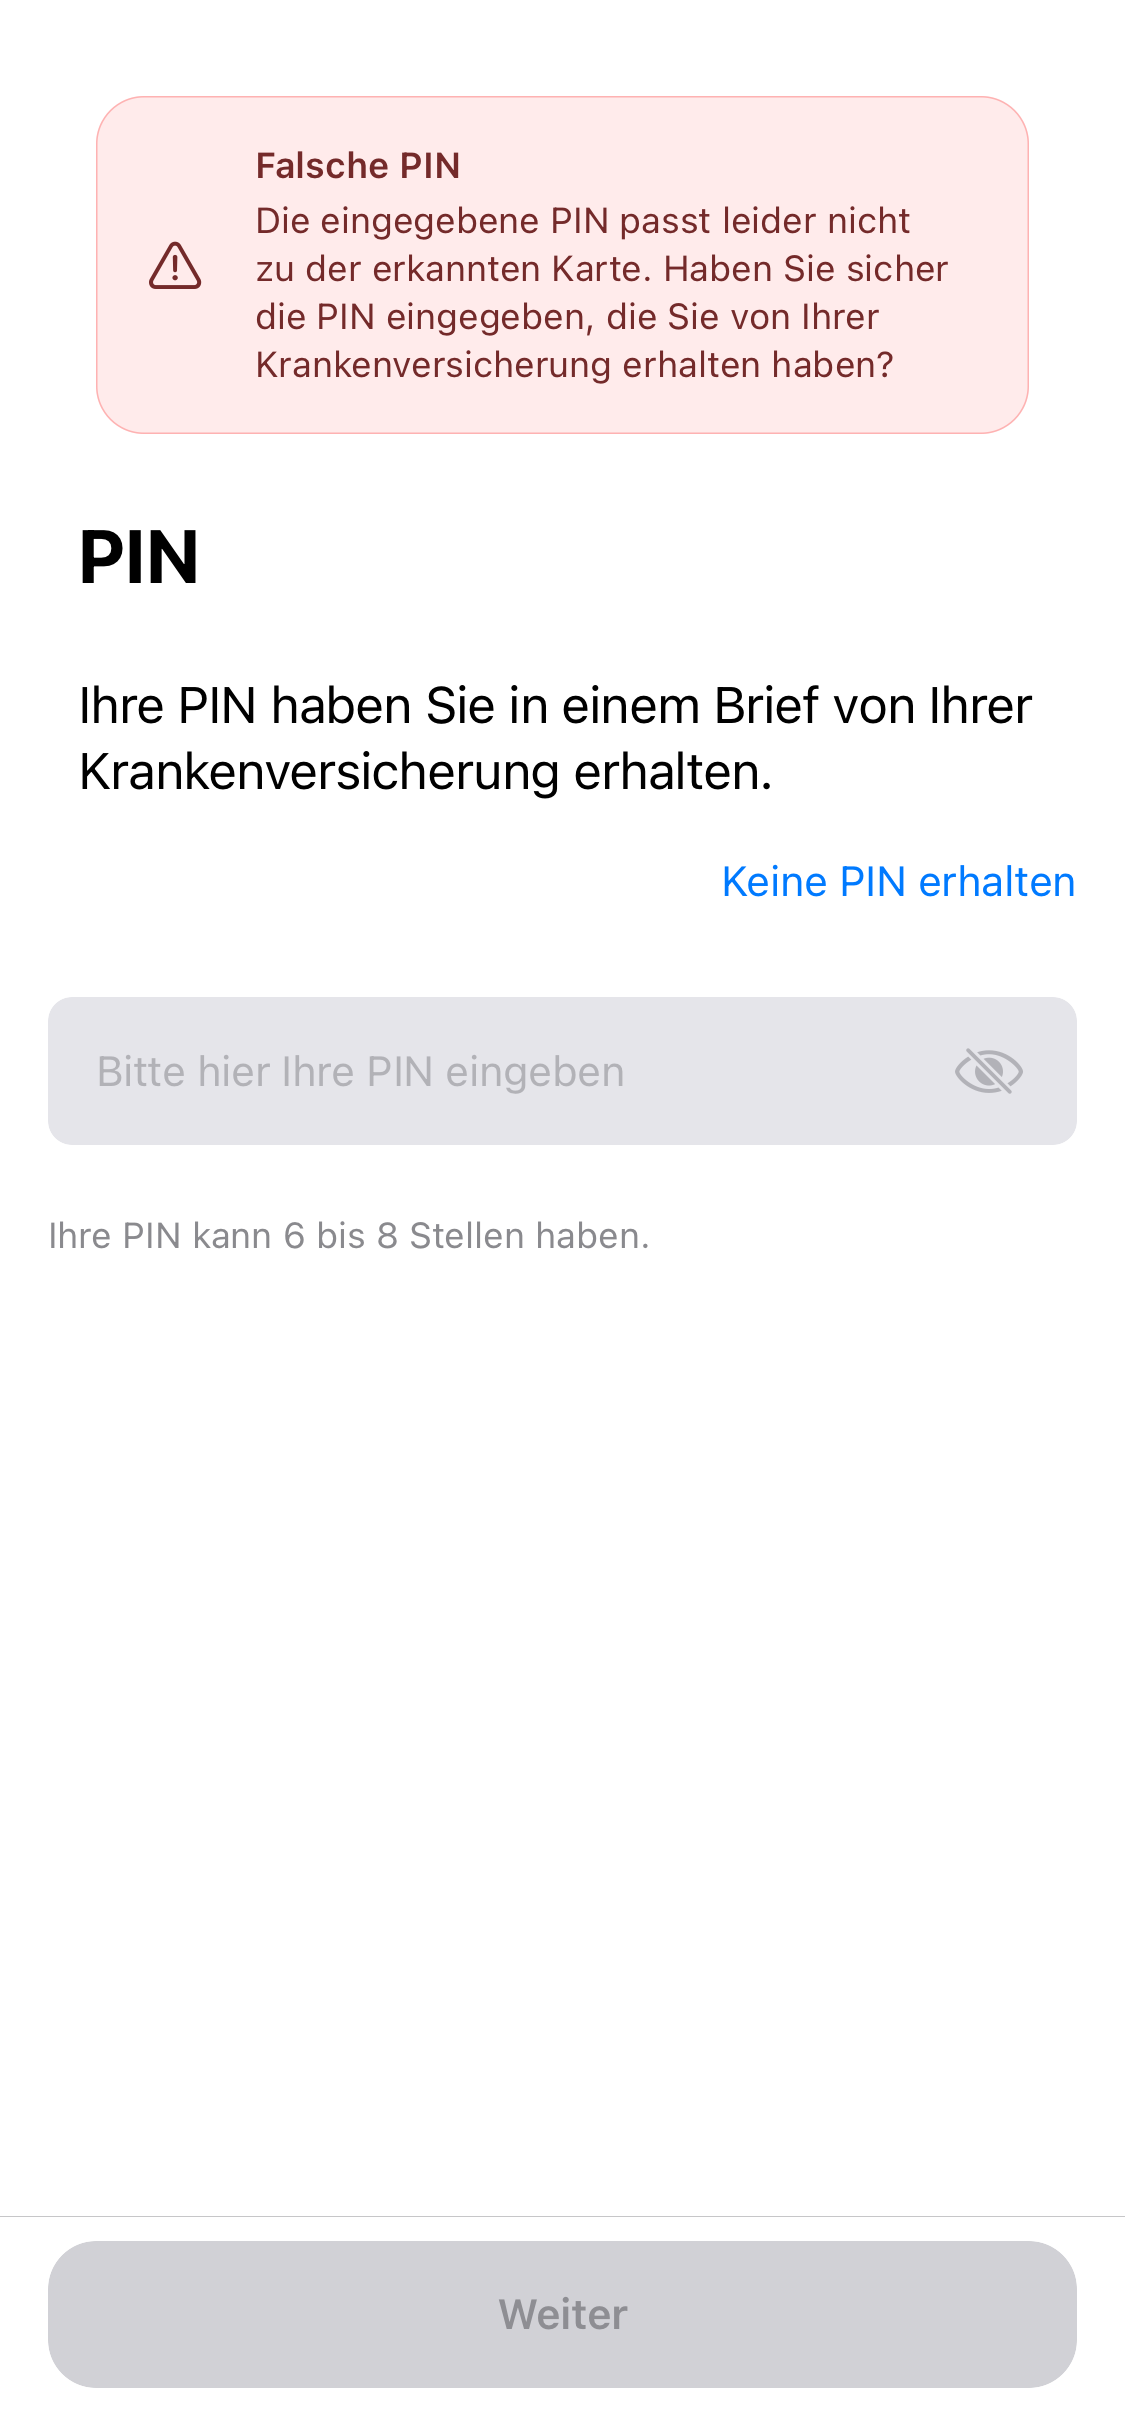 Falsche PIN
Die eingegebene PIN passt leider nicht
zu der erkannten Karte. Haben Sie sicher
die PIN eingegeben, die Sie von Ihrer
Krankenversicherung erhalten haben?
PIN
Ihre PIN haben Sie in einem Brief von Ihrer
Krankenversicherung erhalten.
Keine PIN erhalten
Bitte hier Ihre PIN eingeben
Ihre PIN kann 6 bis 8 Stellen haben.
Weiter